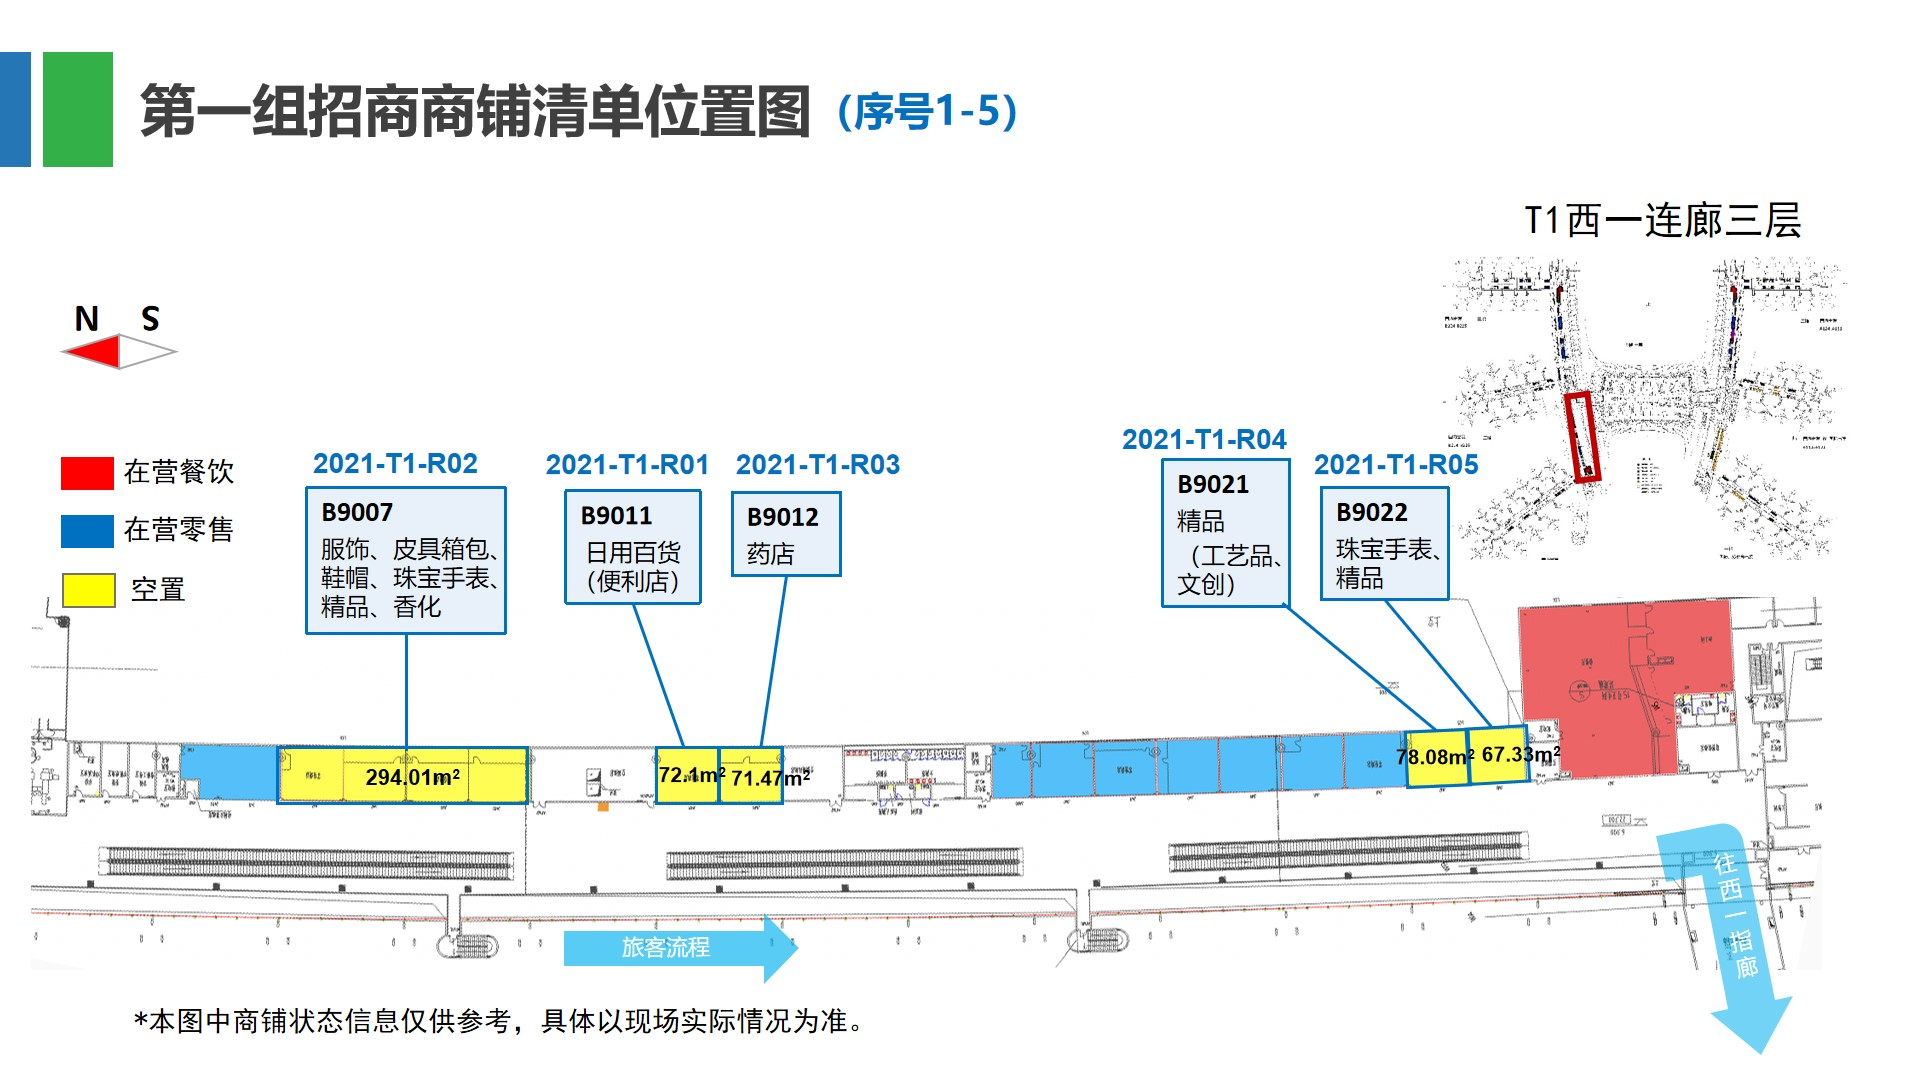 第一组招商商铺清单位置图（序号1-5）
T1西一连廊三层
N S
在营餐饮
在营零售
空置
2021-T1-R02
B9007
服饰、皮具箱包、
鞋帽、珠宝手表、
精品、香化
2021-T1-R01
B9011
日用百货
（便利店）
2021-T1-R03
B9012
药店
2021-T1-R04
B9021
精品
（工艺品、
文创）
2021-T1-R05
B9022
珠宝手表、
精品
294.01m²
72.1m²
71.47m²
78.08m²
67.33m²
旅客流程
往西一指廊
*本图中商铺状态信息仅供参考，具体以现场实际情况为准。